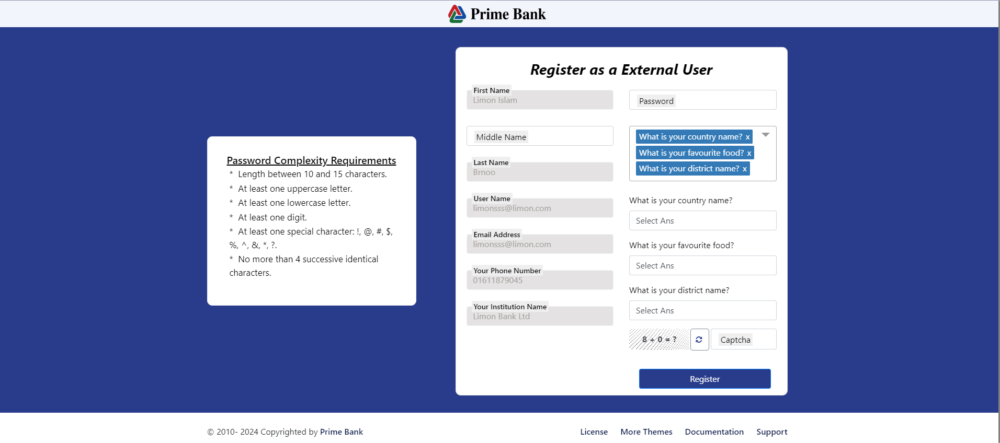 Prime Bank
Password Complexity Requirements
* Length between 10 and 15 characters.
* At least one uppercase letter.
* At least one lowercase letter.
* At least one digit.
* At least one special character: !, @, #, $,
%, ^, &, *, ?.
* No more than 4 successive identical
characters.
Register as a External User
First Name
Limon Islam
Middle Name
Last Name
Brnoo
User Name
limonsss@limon.com
Email Address
limonsss@limon.com
Your Phone Number
01611879045
Your Institution Name
Limon Bank Ltd
Password
What is your country name? x
What is your favourite food? x
What is your district name? x
What is your country name?
Select Ans
What is your favourite food?
Select Ans
What is your district name?
Select Ans
8 + 0 = ?
Captcha
Register
© 2010- 2024 Copyrighted by Prime Bank
License More Themes Documentation Support